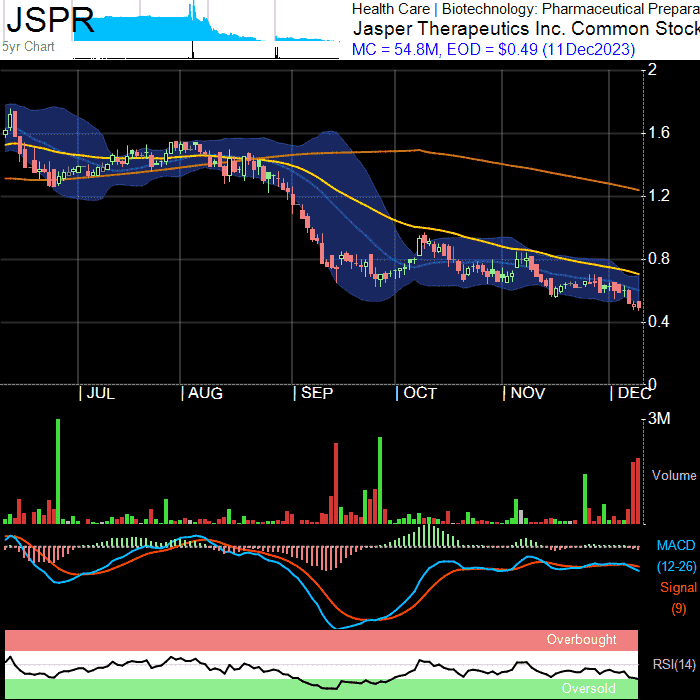 JSPR
5yr Chart
Health Care | Biotechnology: Pharmaceutical Prepara
Jasper Therapeutics Inc. Common Stock
MC = 54.8M, EOD = $0.49 (11Dec2023)
2
1.6
1.2
0.8
0.4
0
| JUL | AUG | SEP | OCT | NOV | DEC
3M
Volume
MACD
(12-26)
Signal
(9)
Overbought
RSI(14)
Oversold